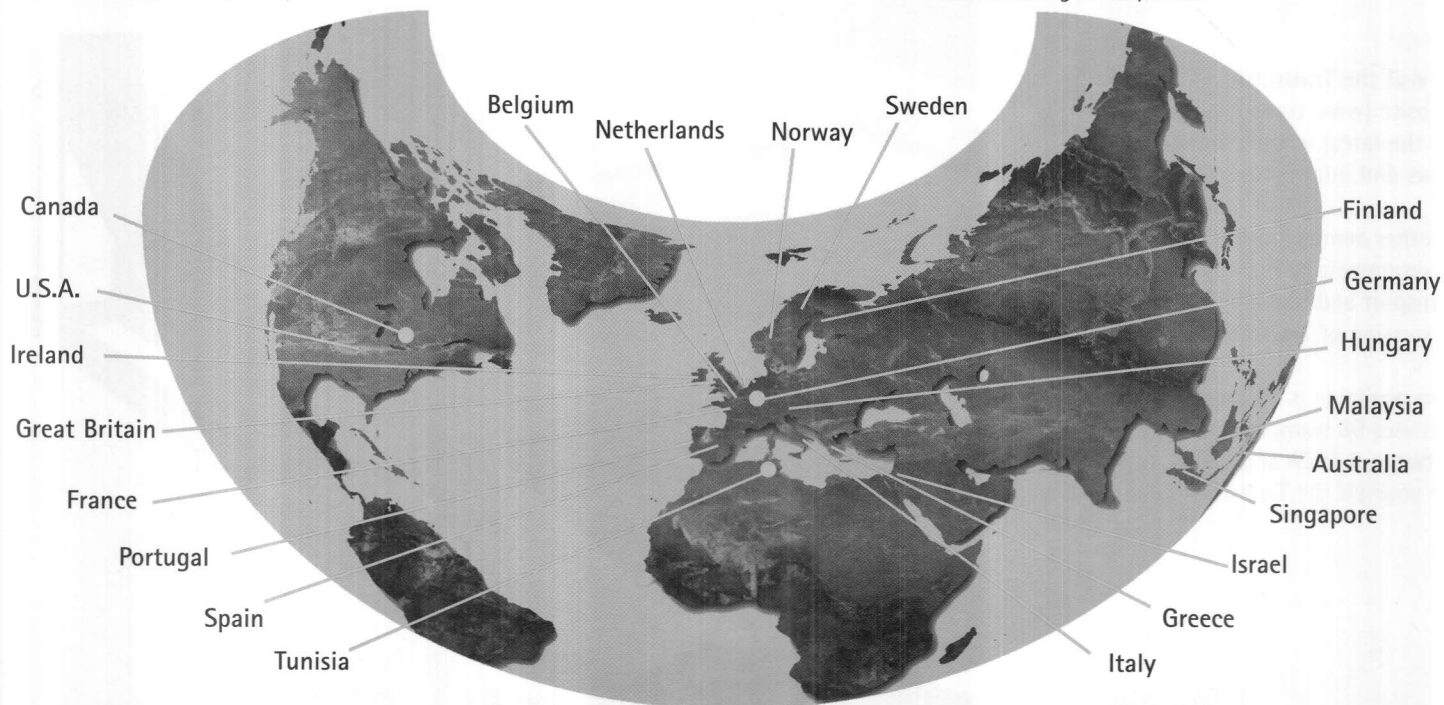 Belgium
Netherlands
Norway
Sweden
Canada
Finland
U.S.A.
Germany
Ireland
Hungary
Great Britain
Malaysia
Australia
France
Singapore
Portugal
Israel
Spain
Greece
Tunisia
Italy